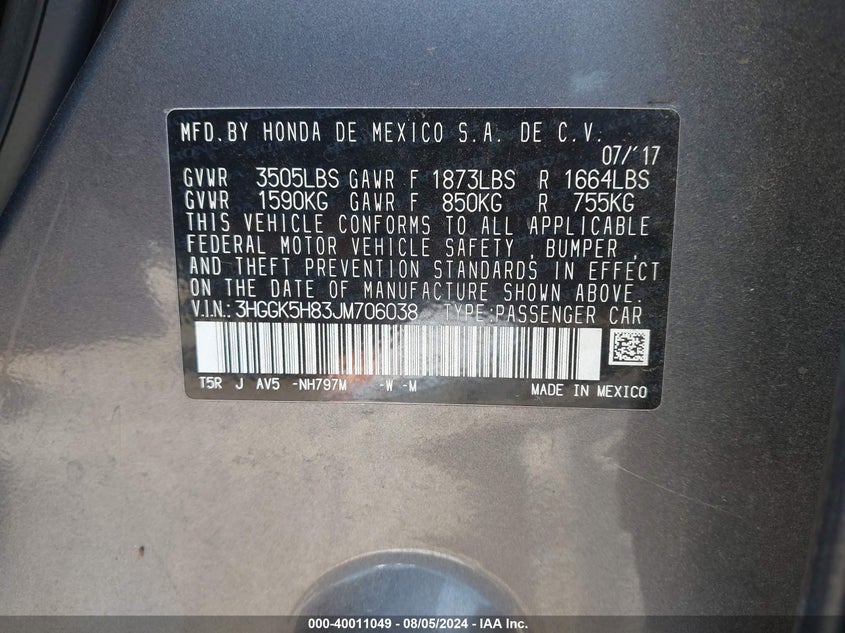 MFD. BY HONDA DE MEXICO S.A. DE C.V.
07/'17
GVWR 3505LBS GAWR F 1873LBS R 1664LBS
GVWR 1590KG GAWR F 850KG R 755KG
THIS VEHICLE CONFORMS TO ALL APPLICABLE
FEDERAL MOTOR VEHICLE SAFETY , BUMPER ,
AND THEFT PREVENTION STANDARDS IN EFFECT
ON THE DATE OF MANUFACTURE SHOWN ABOVE.
V.I.N.: 3HGGK5H83JM706038 TYPE:PASSENGER CAR
T5R J AV5 -NH797M -W -M MADE IN MEXICO
000-40011049 - 08/05/2024 - IAA Inc.